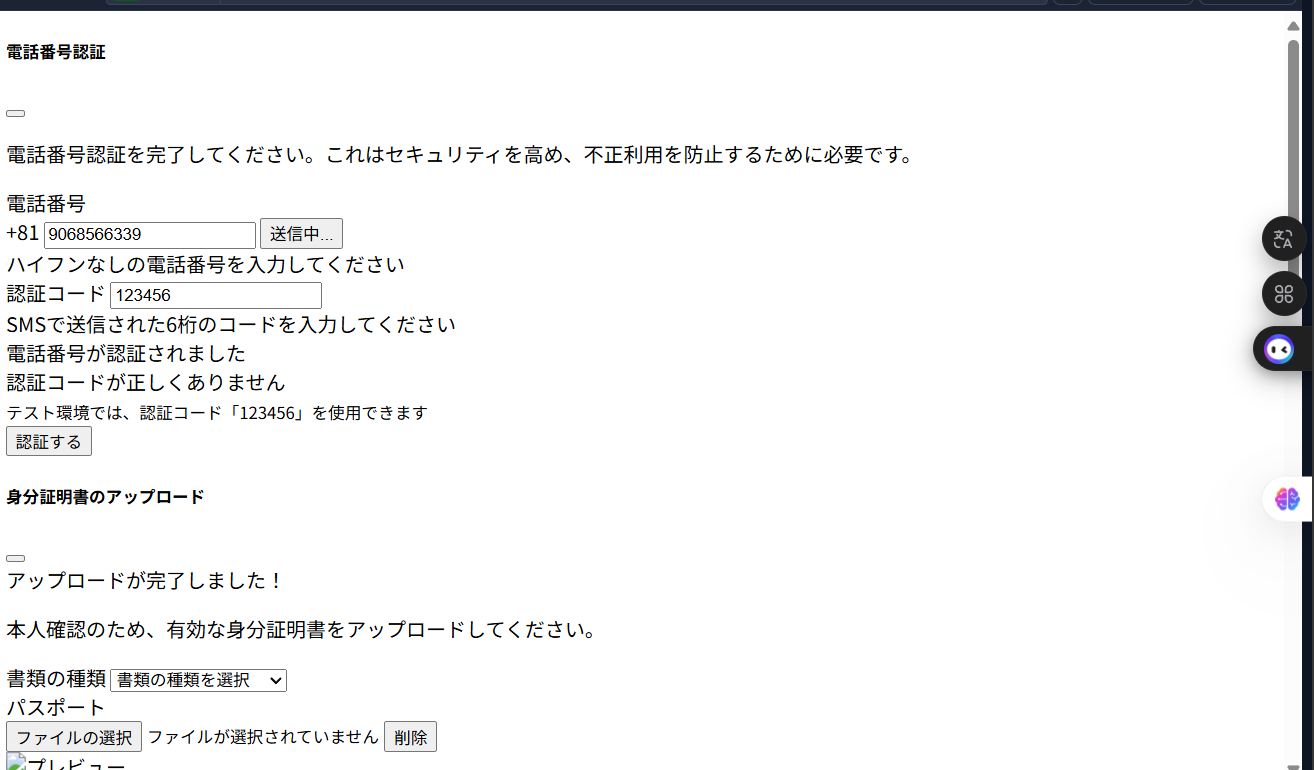 電話番号認証
電話番号認証を完了してください。これはセキュリティを高め、不正利用を防止するために必要です。
電話番号
+81 9068566339 送信中...
ハイフンなしの電話番号を入力してください
認証コード 123456
SMSで送信された6桁のコードを入力してください
電話番号が認証されました
認証コードが正しくありません
テスト環境では、認証コード「123456」を使用できます
認証する
身分証明書のアップロード
アップロードが完了しました！
本人確認のため、有効な身分証明書をアップロードしてください。
書類の種類 書類の種類を選択
パスポート
ファイルの選択 ファイルが選択されていません 削除
プレビュー